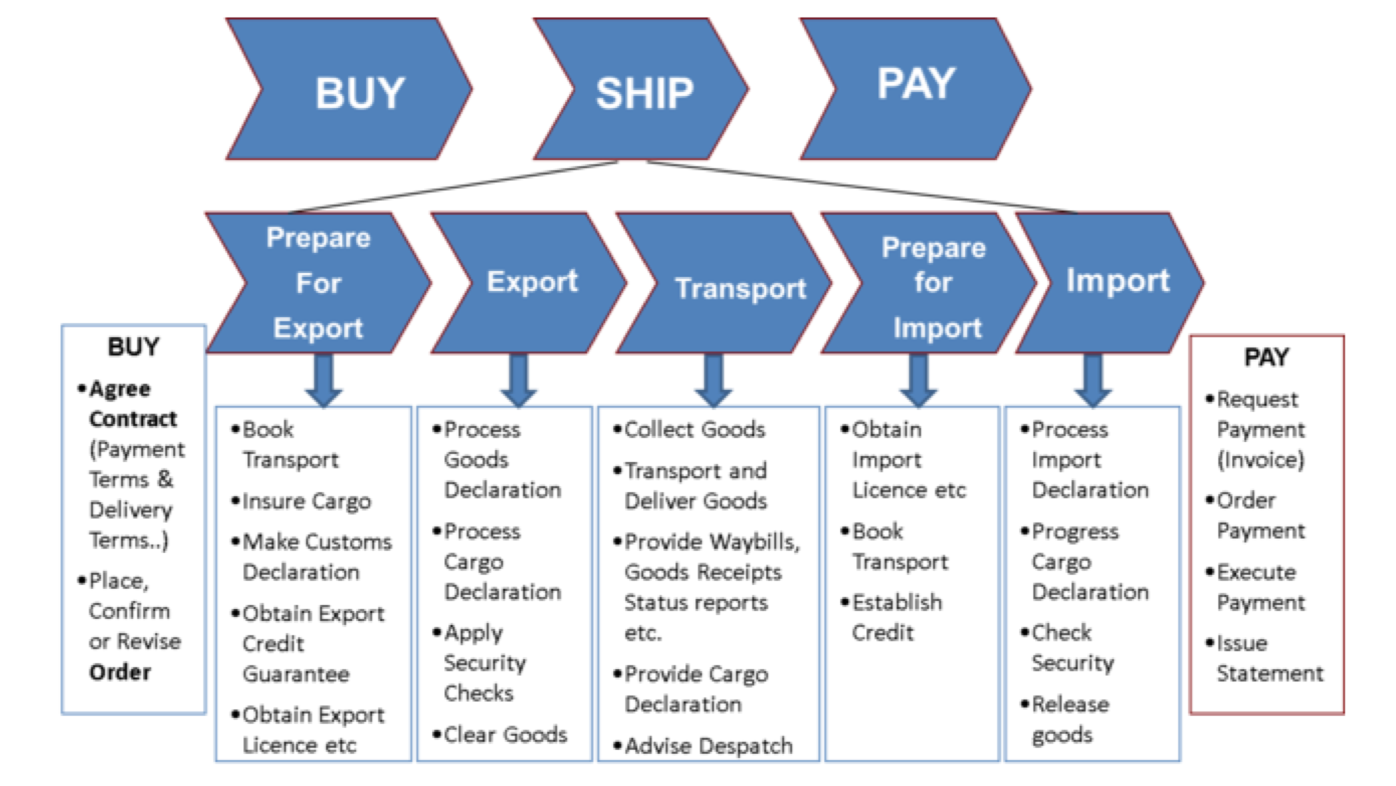 BUY
SHIP
PAY
Prepare
For
Export
Export
Transport
Prepare
for
Import
Import
BUY
•Agree
Contract
(Payment
Terms &
Delivery
Terms..)
•Place,
Confirm
or Revise
Order
•Book
Transport
•Insure Cargo
•Make Customs
Declaration
•Obtain Export
Credit
Guarantee
•Obtain Export
Licence etc
•Process
Goods
Declaration
•Process
Cargo
Declaration
•Apply
Security
Checks
•Clear Goods
•Collect Goods
•Transport and
Deliver Goods
•Provide Waybills,
Goods Receipts
Status reports
etc.
•Provide Cargo
Declaration
•Advise Despatch
•Obtain
Import
Licence etc
•Book
Transport
•Establish
Credit
•Process
Import
Declaration
•Progress
Cargo
Declaration
•Check
Security
•Release
goods
PAY
•Request
Payment
(Invoice)
•Order
Payment
•Execute
Payment
•Issue
Statement